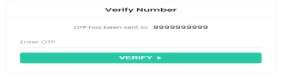 Verify Number
OTP has been sent to 9999999999
Enter OTP
VERIFY ▸